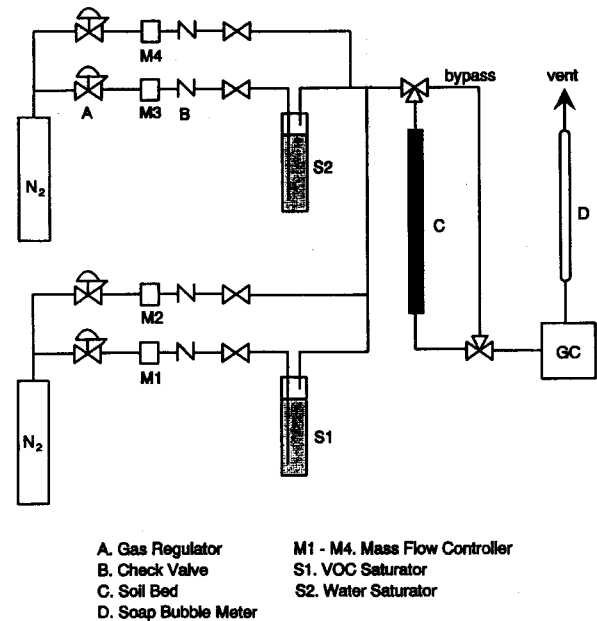 M4
bypass
vent
A
M3
B
N2
S2
C
D
M2
GC
M1
N2
S1
A. Gas Regulator
B. Check Valve
C. Soil Bed
D. Soap Bubble Meter
M1 - M4. Mass Flow Controller
S1. VOC Saturator
S2. Water Saturator